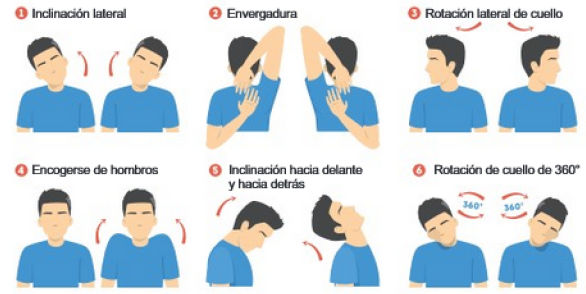 1 Inclinación lateral
2 Envergadura
3 Rotación lateral de cuello
4 Encogerse de hombros
5 Inclinación hacia delante
y hacia detrás
6 Rotación de cuello de 360°
360°
360°